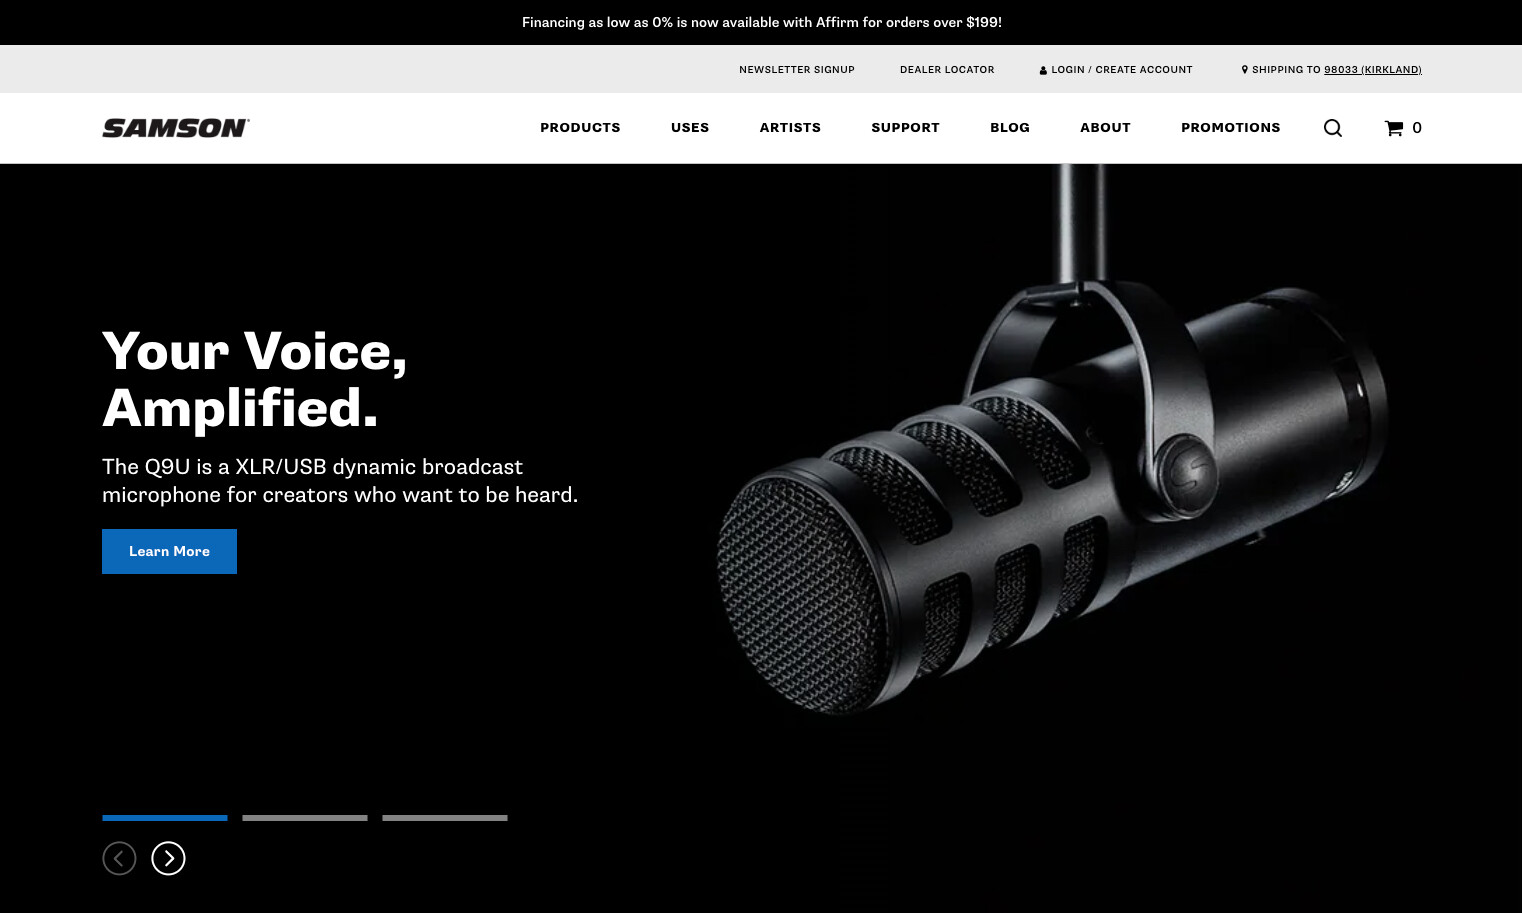 Financing as low as 0% is now available with Affirm for orders over $199!
NEWSLETTER SIGNUP
DEALER LOCATOR
LOGIN / CREATE ACCOUNT
SHIPPING TO 98033 (KIRKLAND)
SAMSON
PRODUCTS
USES
ARTISTS
SUPPORT
BLOG
ABOUT
PROMOTIONS
0
Your Voice,
Amplified.
The Q9U is a XLR/USB dynamic broadcast
microphone for creators who want to be heard.
Learn More